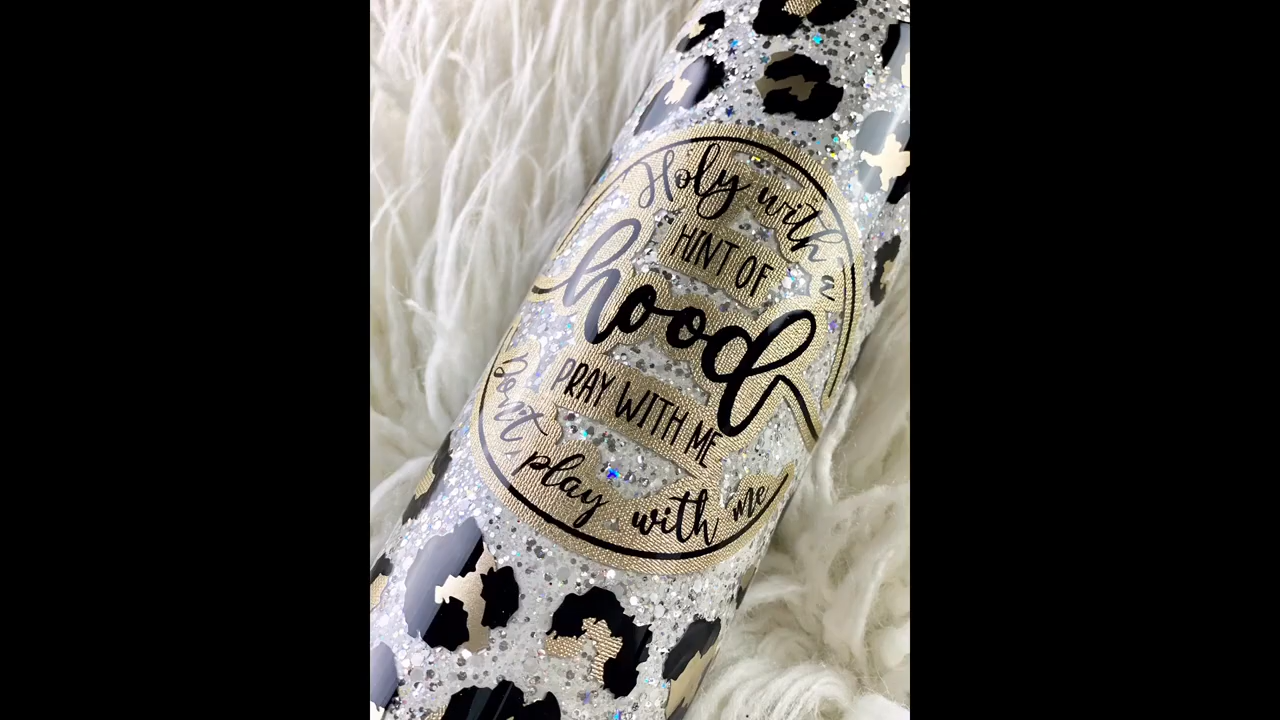 Holy with a
HINT OF
hood
PRAY WITH ME
Don't play with me